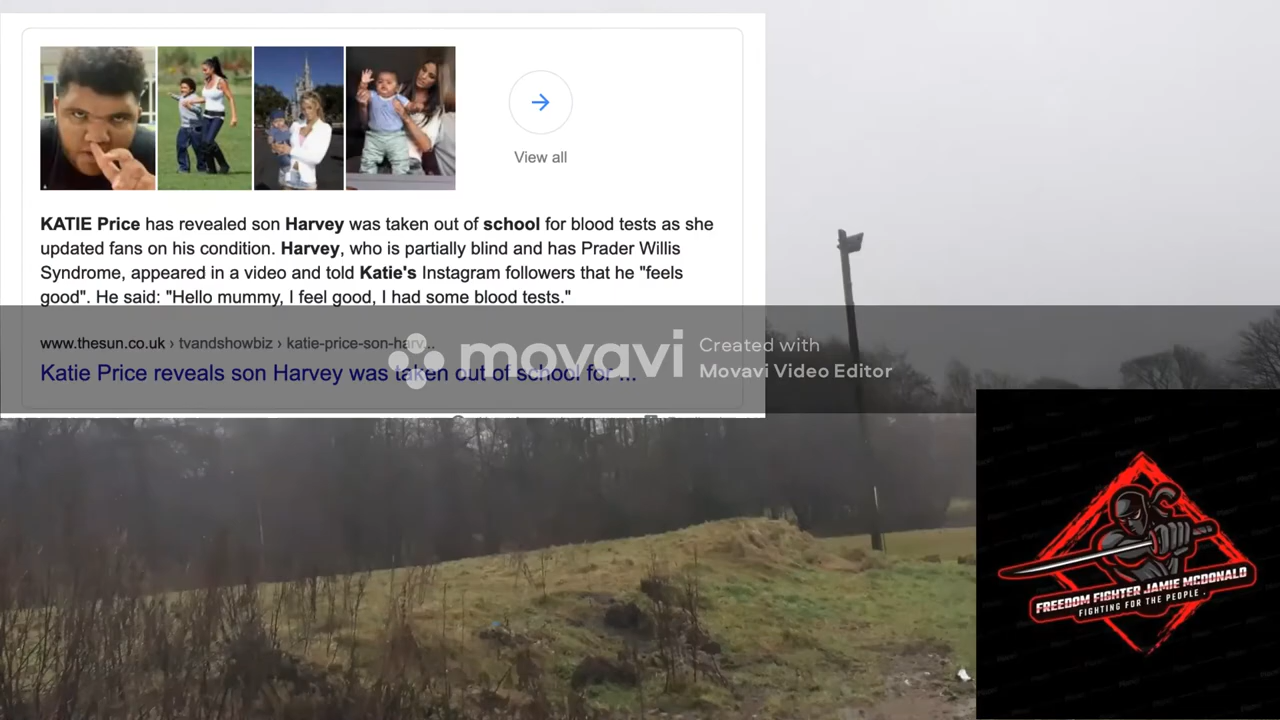 View all
KATIE Price has revealed son Harvey was taken out of school for blood tests as she
updated fans on his condition. Harvey, who is partially blind and has Prader Willis
Syndrome, appeared in a video and told Katie's Instagram followers that he "feels
good". He said: "Hello mummy, I feel good, I had some blood tests."
www.thesun.co.uk › tvandshowbiz › katie-price-son-harv...
Katie Price reveals son Harvey was taken out of school for ...
movavi
Created with
Movavi Video Editor
FREEDOM FIGHTER JAMIE MCDONALD
FIGHTING FOR THE PEOPLE .